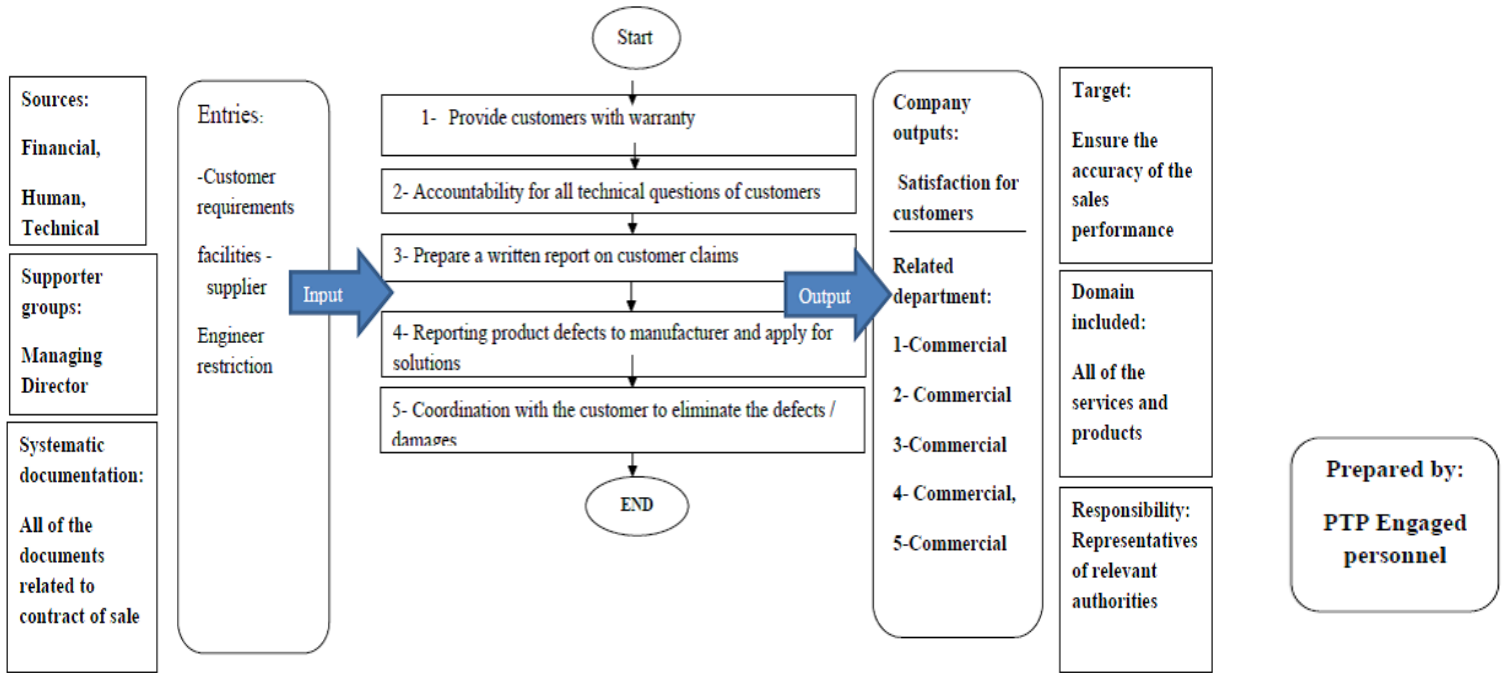 Start
Sources:
Financial,
Human,
Technical
Supporter
groups:
Managing
Director
Systematic
documentation:
All of the
documents
related to
contract of sale
Entries:
-Customer
requirements
facilities -
supplier
Engineer
restriction
Input
1- Provide customers with warranty
2- Accountability for all technical questions of customers
3- Prepare a written report on customer claims
4- Reporting product defects to manufacturer and apply for
solutions
5- Coordination with the customer to eliminate the defects /
damages
END
Output
Company
outputs:
Satisfaction for
customers
Related
department:
1-Commercial
2- Commercial
3-Commercial
4- Commercial,
5-Commercial
Target:
Ensure the
accuracy of the
sales
performance
Domain
included:
All of the
services and
products
Responsibility:
Representatives
of relevant
authorities
Prepared by:
PTP Engaged
personnel